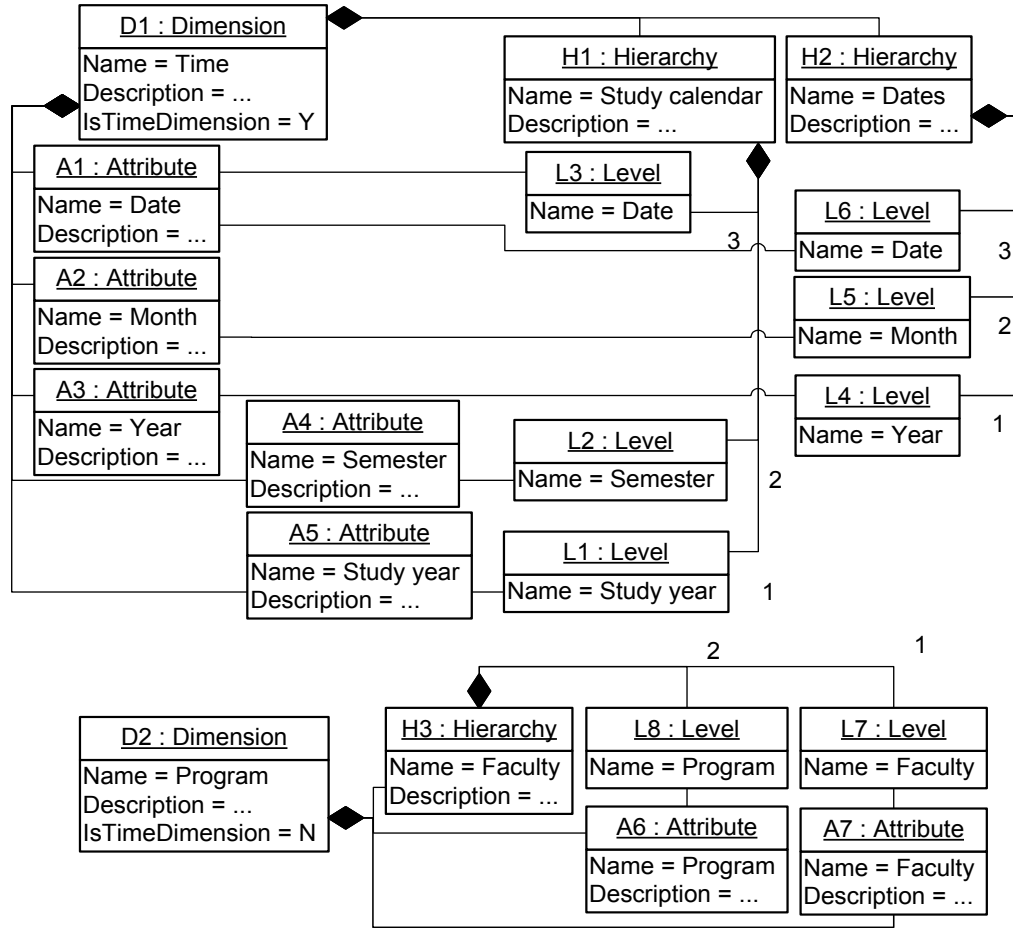 D1 : Dimension
Name = Time
Description = ...
IsTimeDimension = Y
H1 : Hierarchy
Name = Study calendar
Description = ...
H2 : Hierarchy
Name = Dates
Description = ...
A1 : Attribute
Name = Date
Description = ...
L3 : Level
Name = Date
3
L6 : Level
Name = Date
3
A2 : Attribute
Name = Month
Description = ...
L5 : Level
Name = Month
2
A3 : Attribute
Name = Year
Description = ...
L4 : Level
Name = Year
1
A4 : Attribute
Name = Semester
Description = ...
L2 : Level
Name = Semester
2
A5 : Attribute
Name = Study year
Description = ...
L1 : Level
Name = Study year
1
2
1
D2 : Dimension
Name = Program
Description = ...
IsTimeDimension = N
H3 : Hierarchy
Name = Faculty
Description = ...
L8 : Level
Name = Program
L7 : Level
Name = Faculty
A6 : Attribute
Name = Program
Description = ...
A7 : Attribute
Name = Faculty
Description = ...